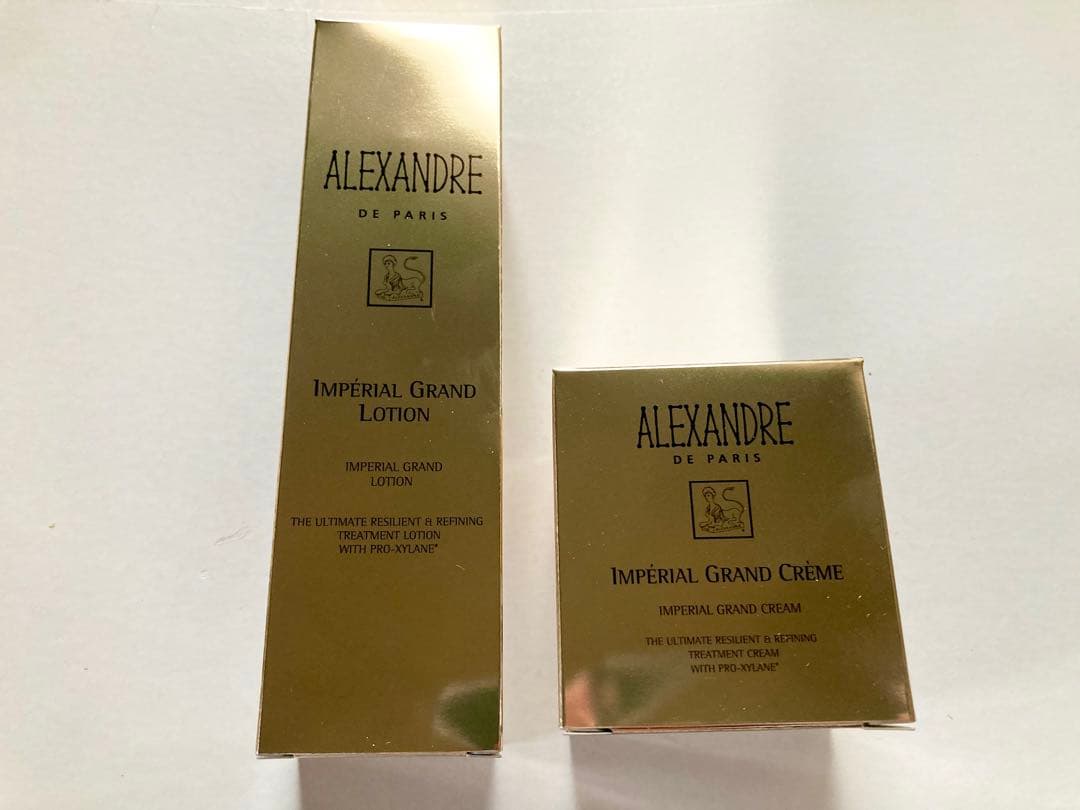 ALEXANDRE
DE PARIS
IMPÉRIAL GRAND
LOTION
IMPERIAL GRAND
LOTION
THE ULTIMATE RESILIENT & REFINING
TREATMENT LOTION
WITH PRO-XYLANE*
ALEXANDRE
DE PARIS
IMPÉRIAL GRAND CRÈME
IMPERIAL GRAND CREAM
THE ULTIMATE RESILIENT & REFINING
TREATMENT CREAM
WITH PRO-XYLANE*